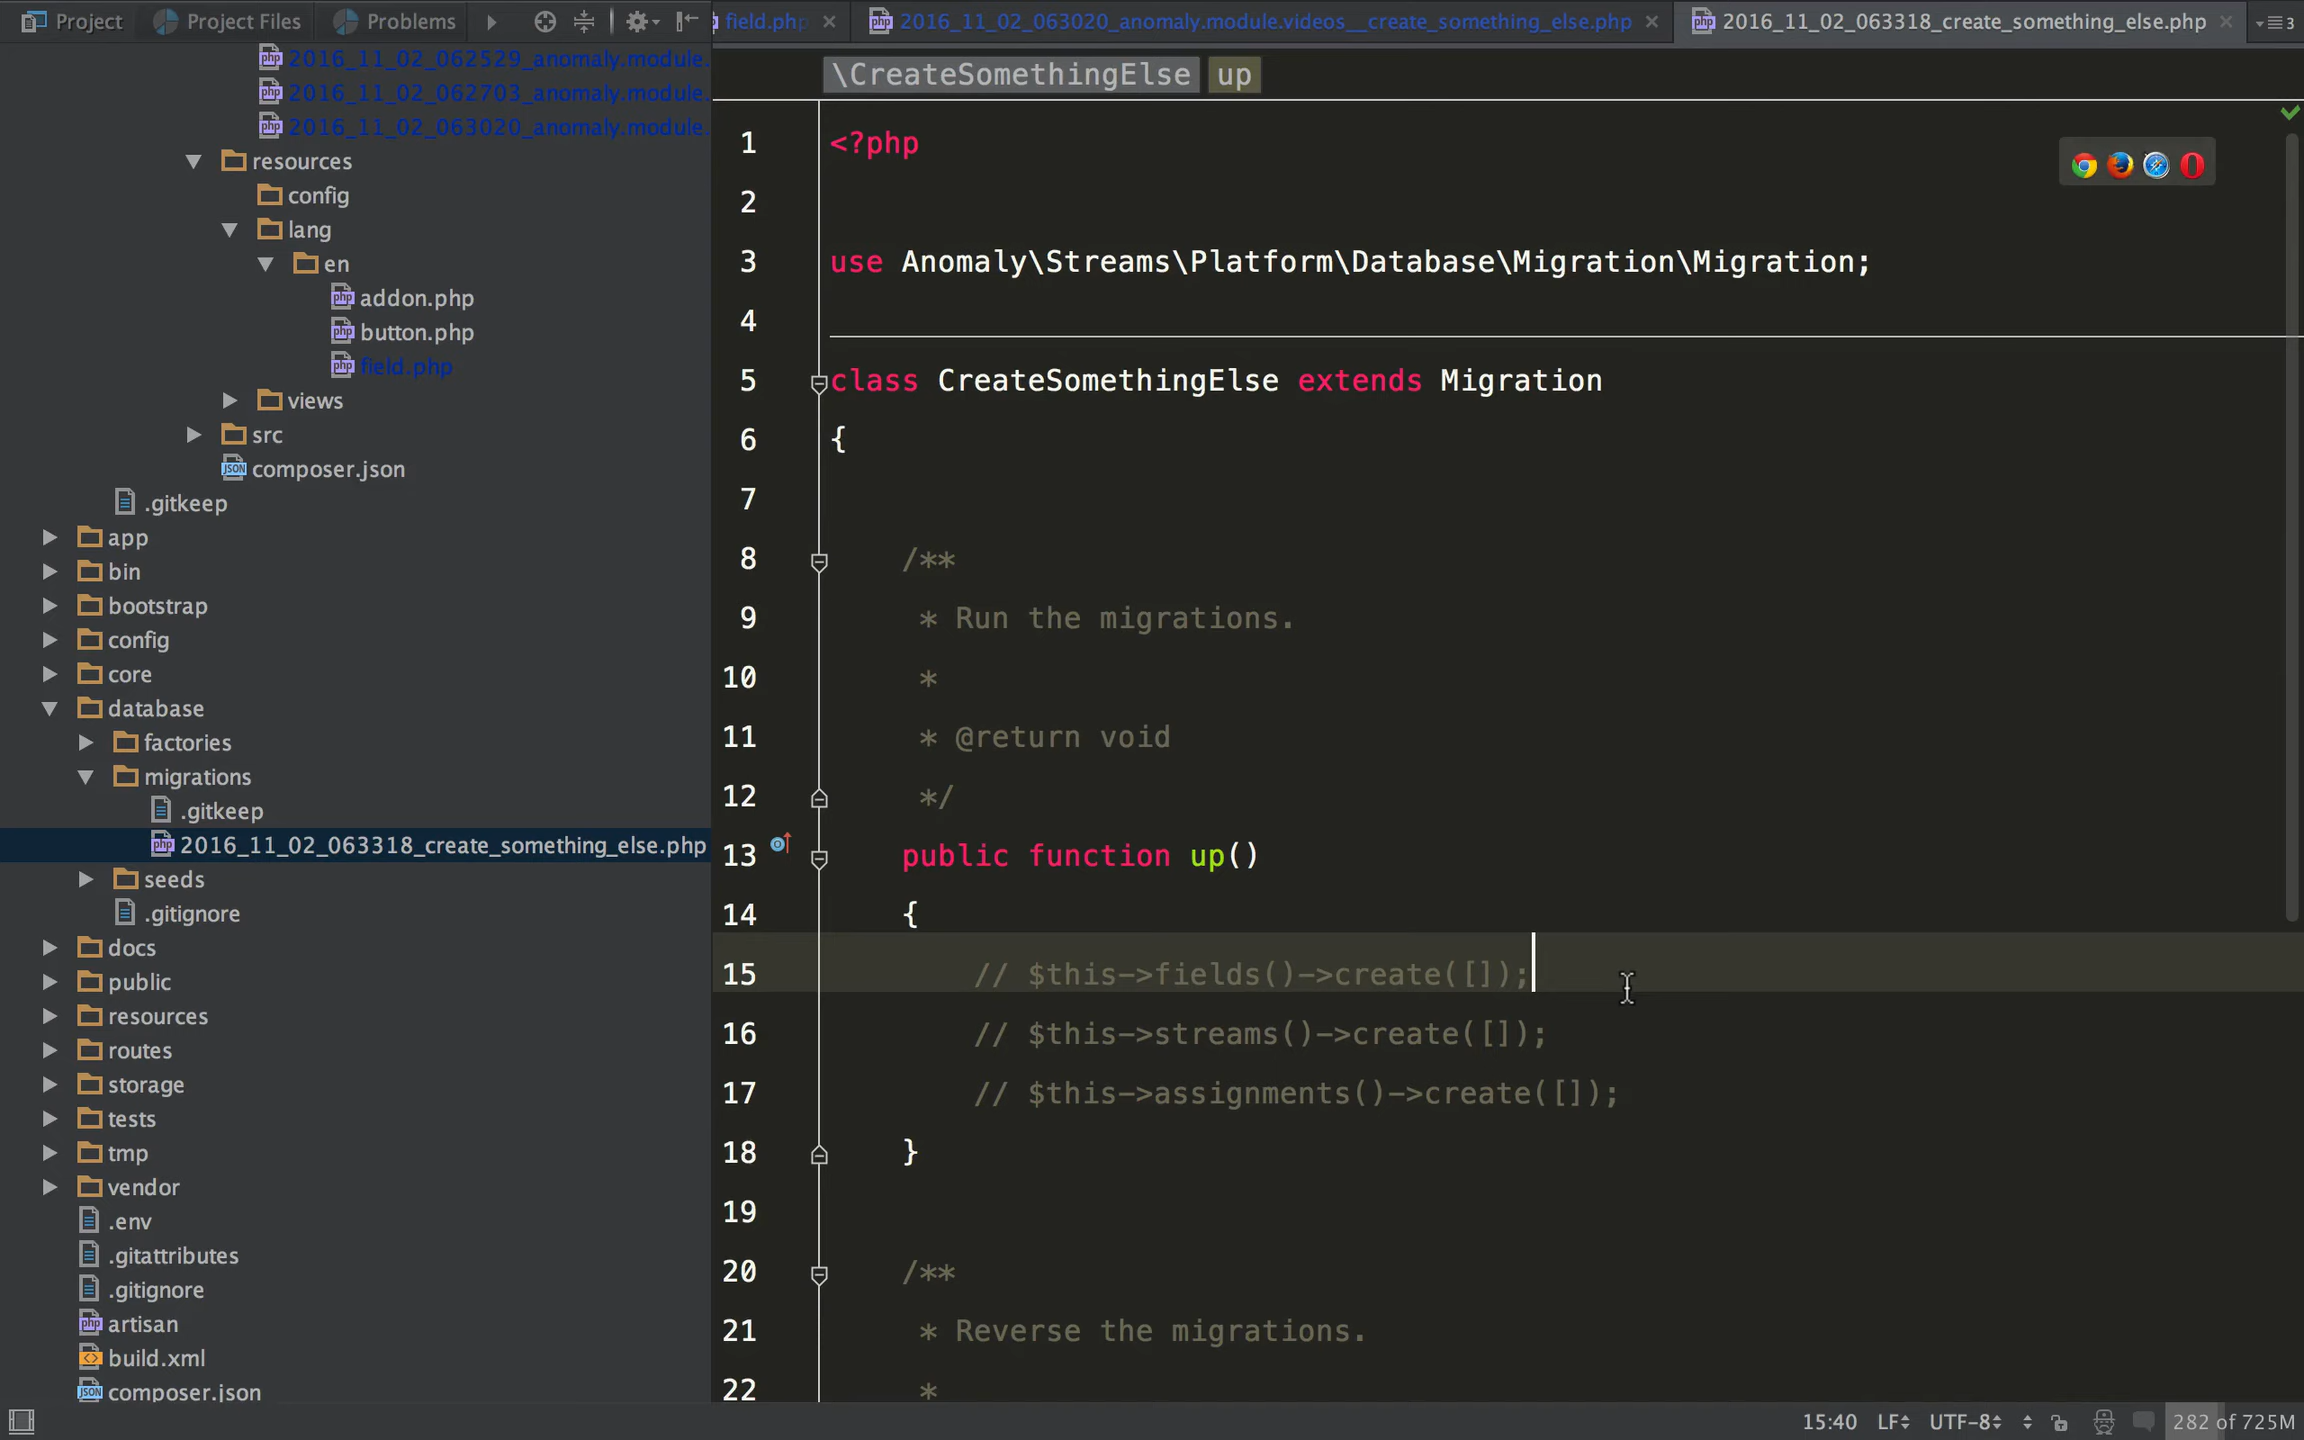 Project Project Files Problems
field.php 2016_11_02_063020_anomaly.module.videos__create_something_else.php 2016_11_02_063318_create_something_else.php 3
\CreateSomethingElse up
2016_11_02_062529_anomaly.module.
2016_11_02_062703_anomaly.module.
2016_11_02_063020_anomaly.module.
resources
config
lang
en
addon.php
button.php
field.php
views
src
composer.json
.gitkeep
app
bin
bootstrap
config
core
database
factories
migrations
.gitkeep
2016_11_02_063318_create_something_else.php
seeds
.gitignore
docs
public
resources
routes
storage
tests
tmp
vendor
.env
.gitattributes
.gitignore
artisan
build.xml
composer.json
1 <?php
2
3 use Anomaly\Streams\Platform\Database\Migration\Migration;
4
5 class CreateSomethingElse extends Migration
6 {
7
8 /**
9 * Run the migrations.
10 *
11 * @return void
12 */
13 public function up()
14 {
15 // $this->fields()->create([]);
16 // $this->streams()->create([]);
17 // $this->assignments()->create([]);
18 }
19
20 /**
21 * Reverse the migrations.
22 *
15:40 LF UTF-8 282 of 725M